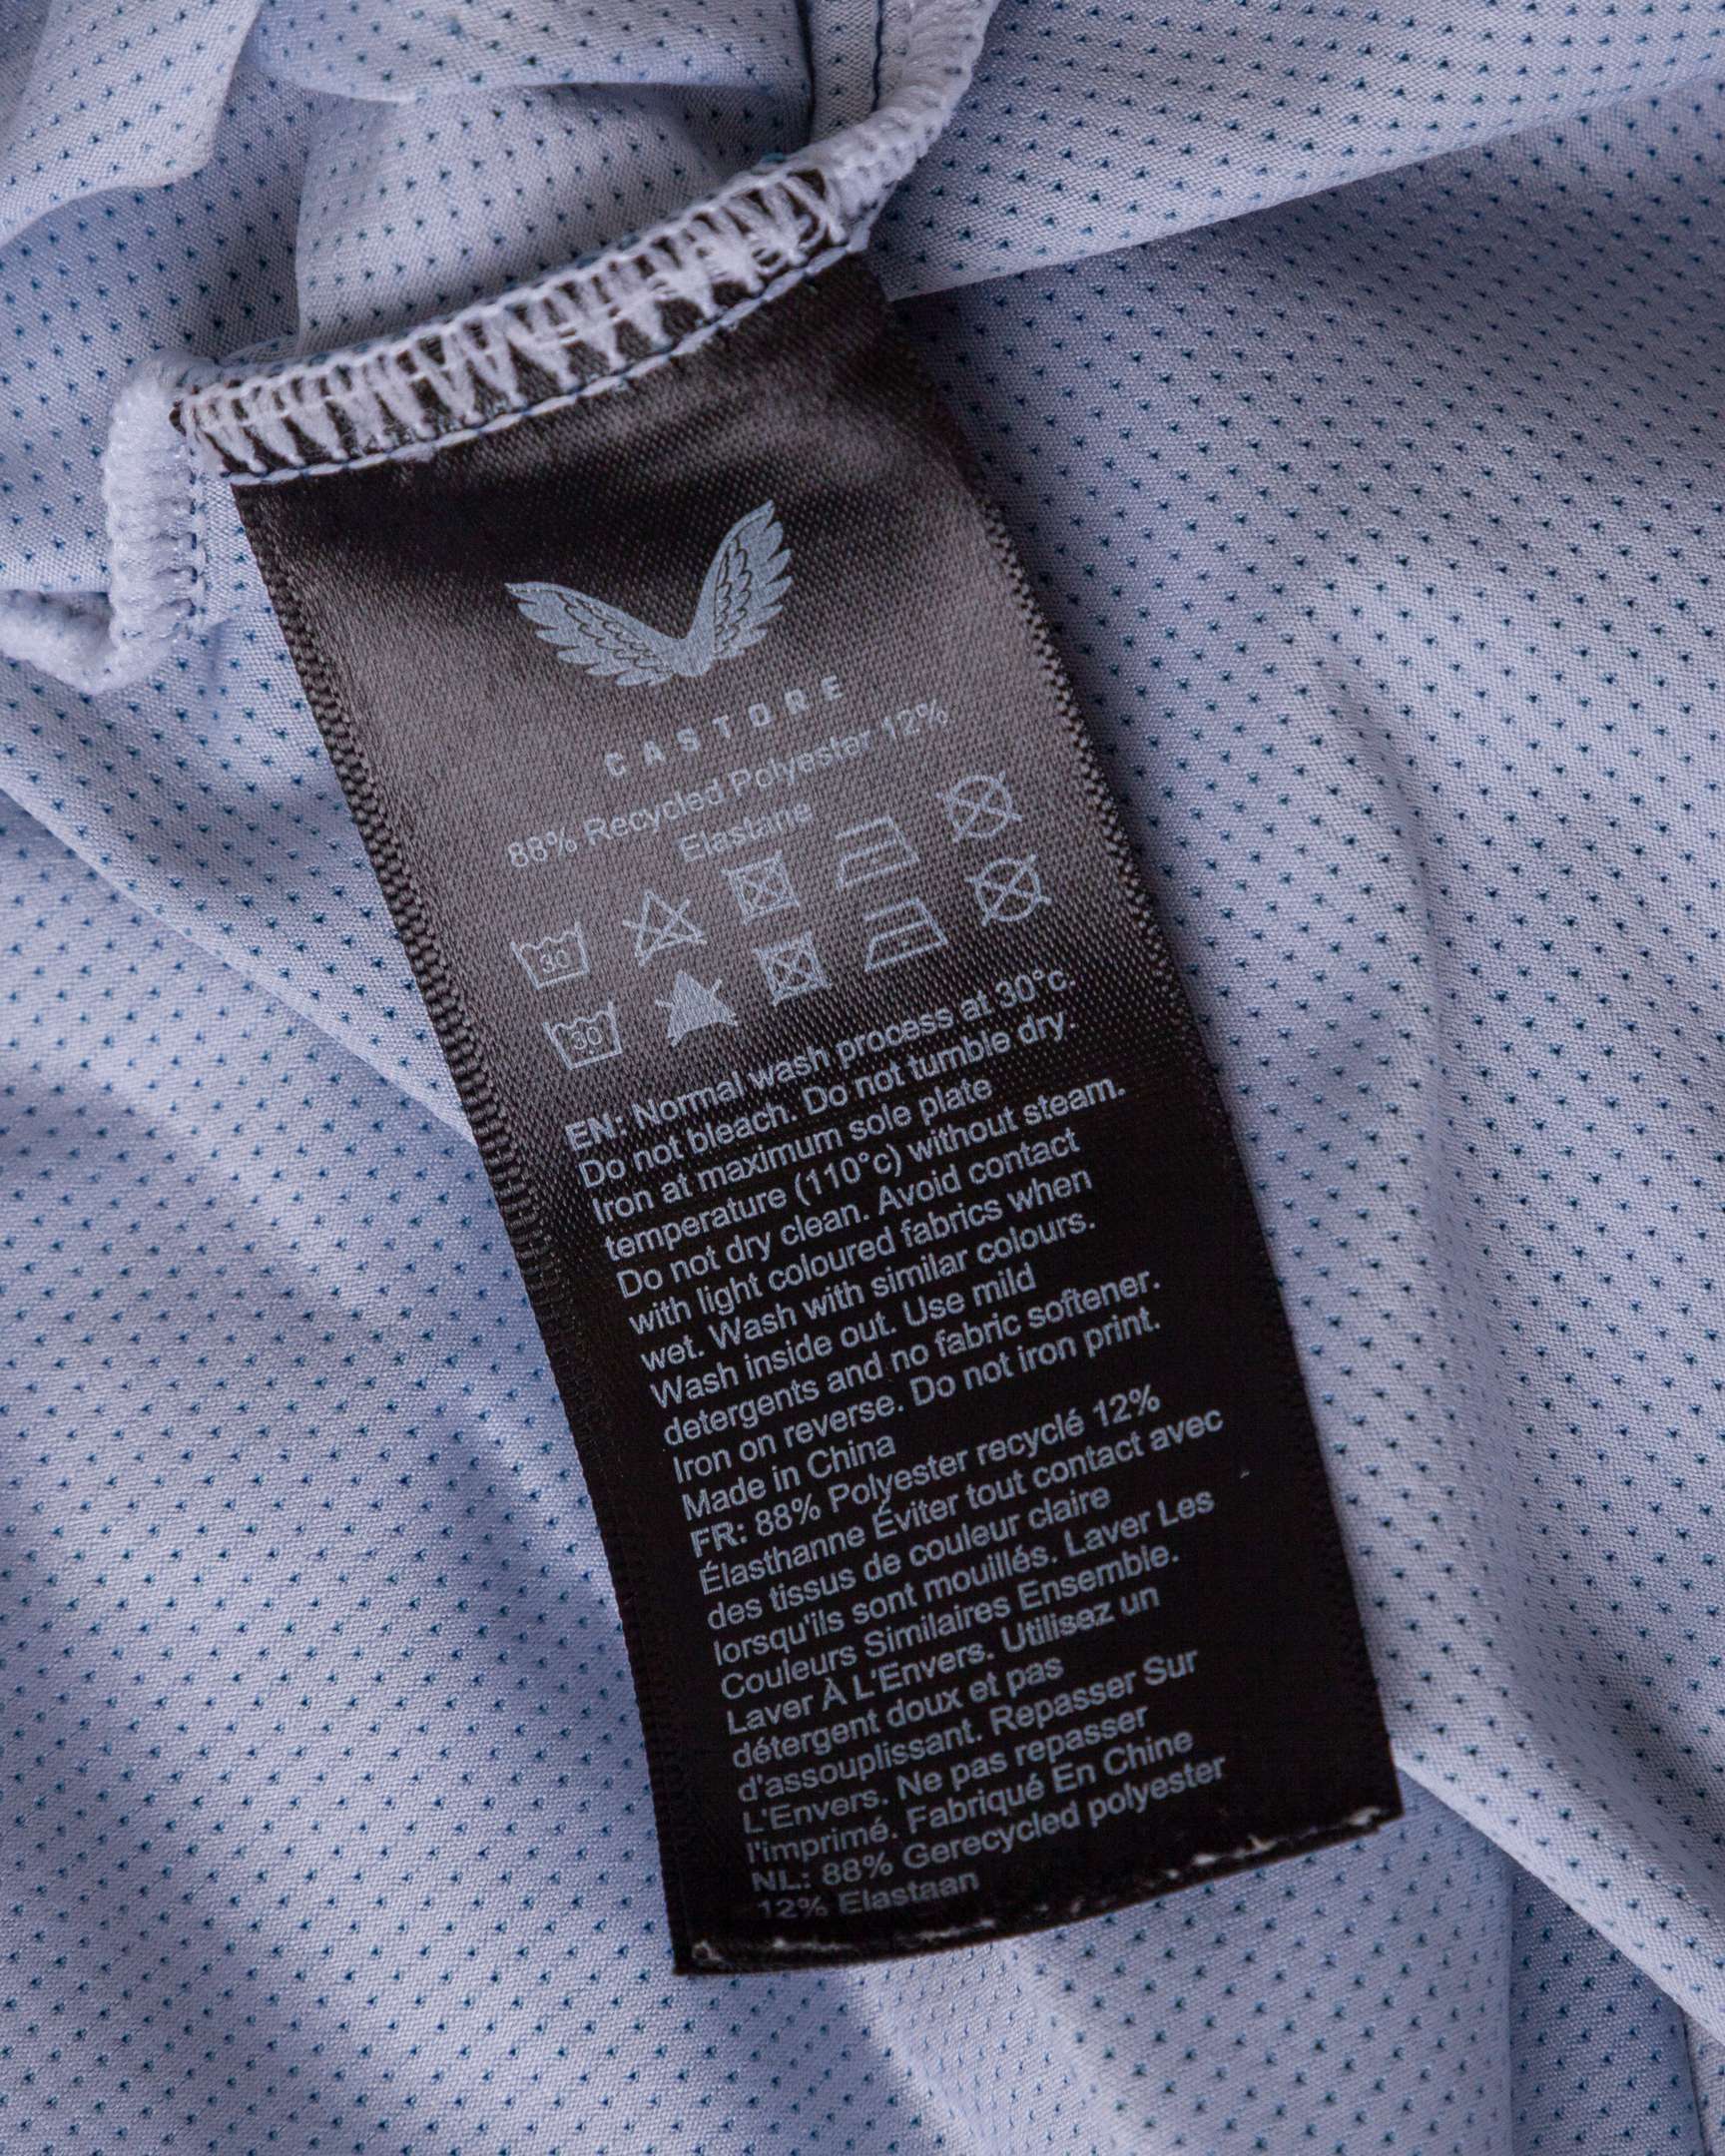 CASTORE
88% Recycled Polyester 12%
Elastane
30
30
EN: Normal wash process at 30°c.
Do not bleach. Do not tumble dry.
Iron at maximum sole plate
temperature (110°c) without steam.
Do not dry clean. Avoid contact
with light coloured fabrics when
wet. Wash with similar colours.
Wash inside out. Use mild
detergents and no fabric softener.
Iron on reverse. Do not iron print.
Made in China
FR: 88% Polyester recyclé 12%
Élasthanne Éviter tout contact avec
des tissus de couleur claire
lorsqu'ils sont mouillés. Laver Les
Couleurs Similaires Ensemble.
Laver À L'Envers. Utilisez un
détergent doux et pas
d'assouplissant. Repasser Sur
L'Envers. Ne pas repasser
l'imprimé. Fabriqué En Chine
NL: 88% Gerecycled polyester
12% Elastaan